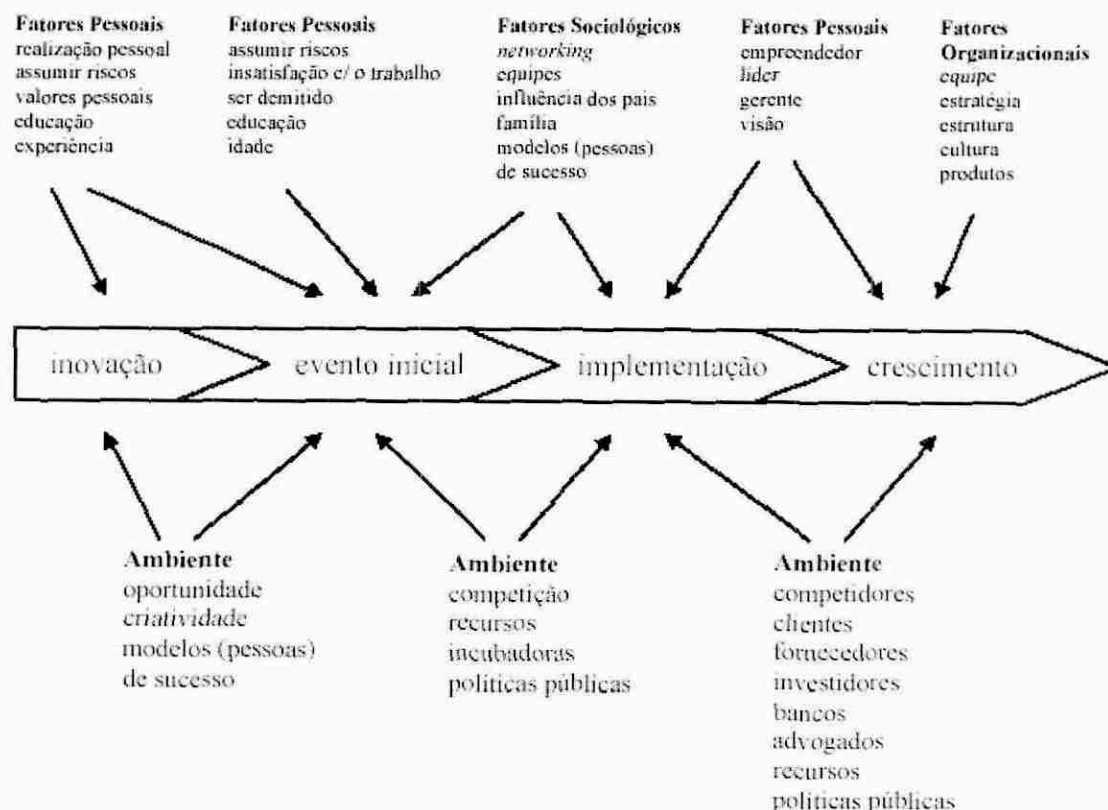 Fatores Pessoais
realização pessoal
assumir riscos
valores pessoais
educação
experiência
Fatores Pessoais
assumir riscos
insatisfação c/ o trabalho
ser demitido
educação
idade
Fatores Sociológicos
networking
equipes
influência dos pais
família
modelos (pessoas)
de sucesso
Fatores Pessoais
empreendedor
líder
gerente
visão
Fatores
Organizacionais
equipe
estratégia
estrutura
cultura
produtos
inovação
evento inicial
implementação
crescimento
Ambiente
oportunidade
criatividade
modelos (pessoas)
de sucesso
Ambiente
competição
recursos
incubadoras
políticas públicas
Ambiente
competidores
clientes
fornecedores
investidores
bancos
advogados
recursos
políticas públicas